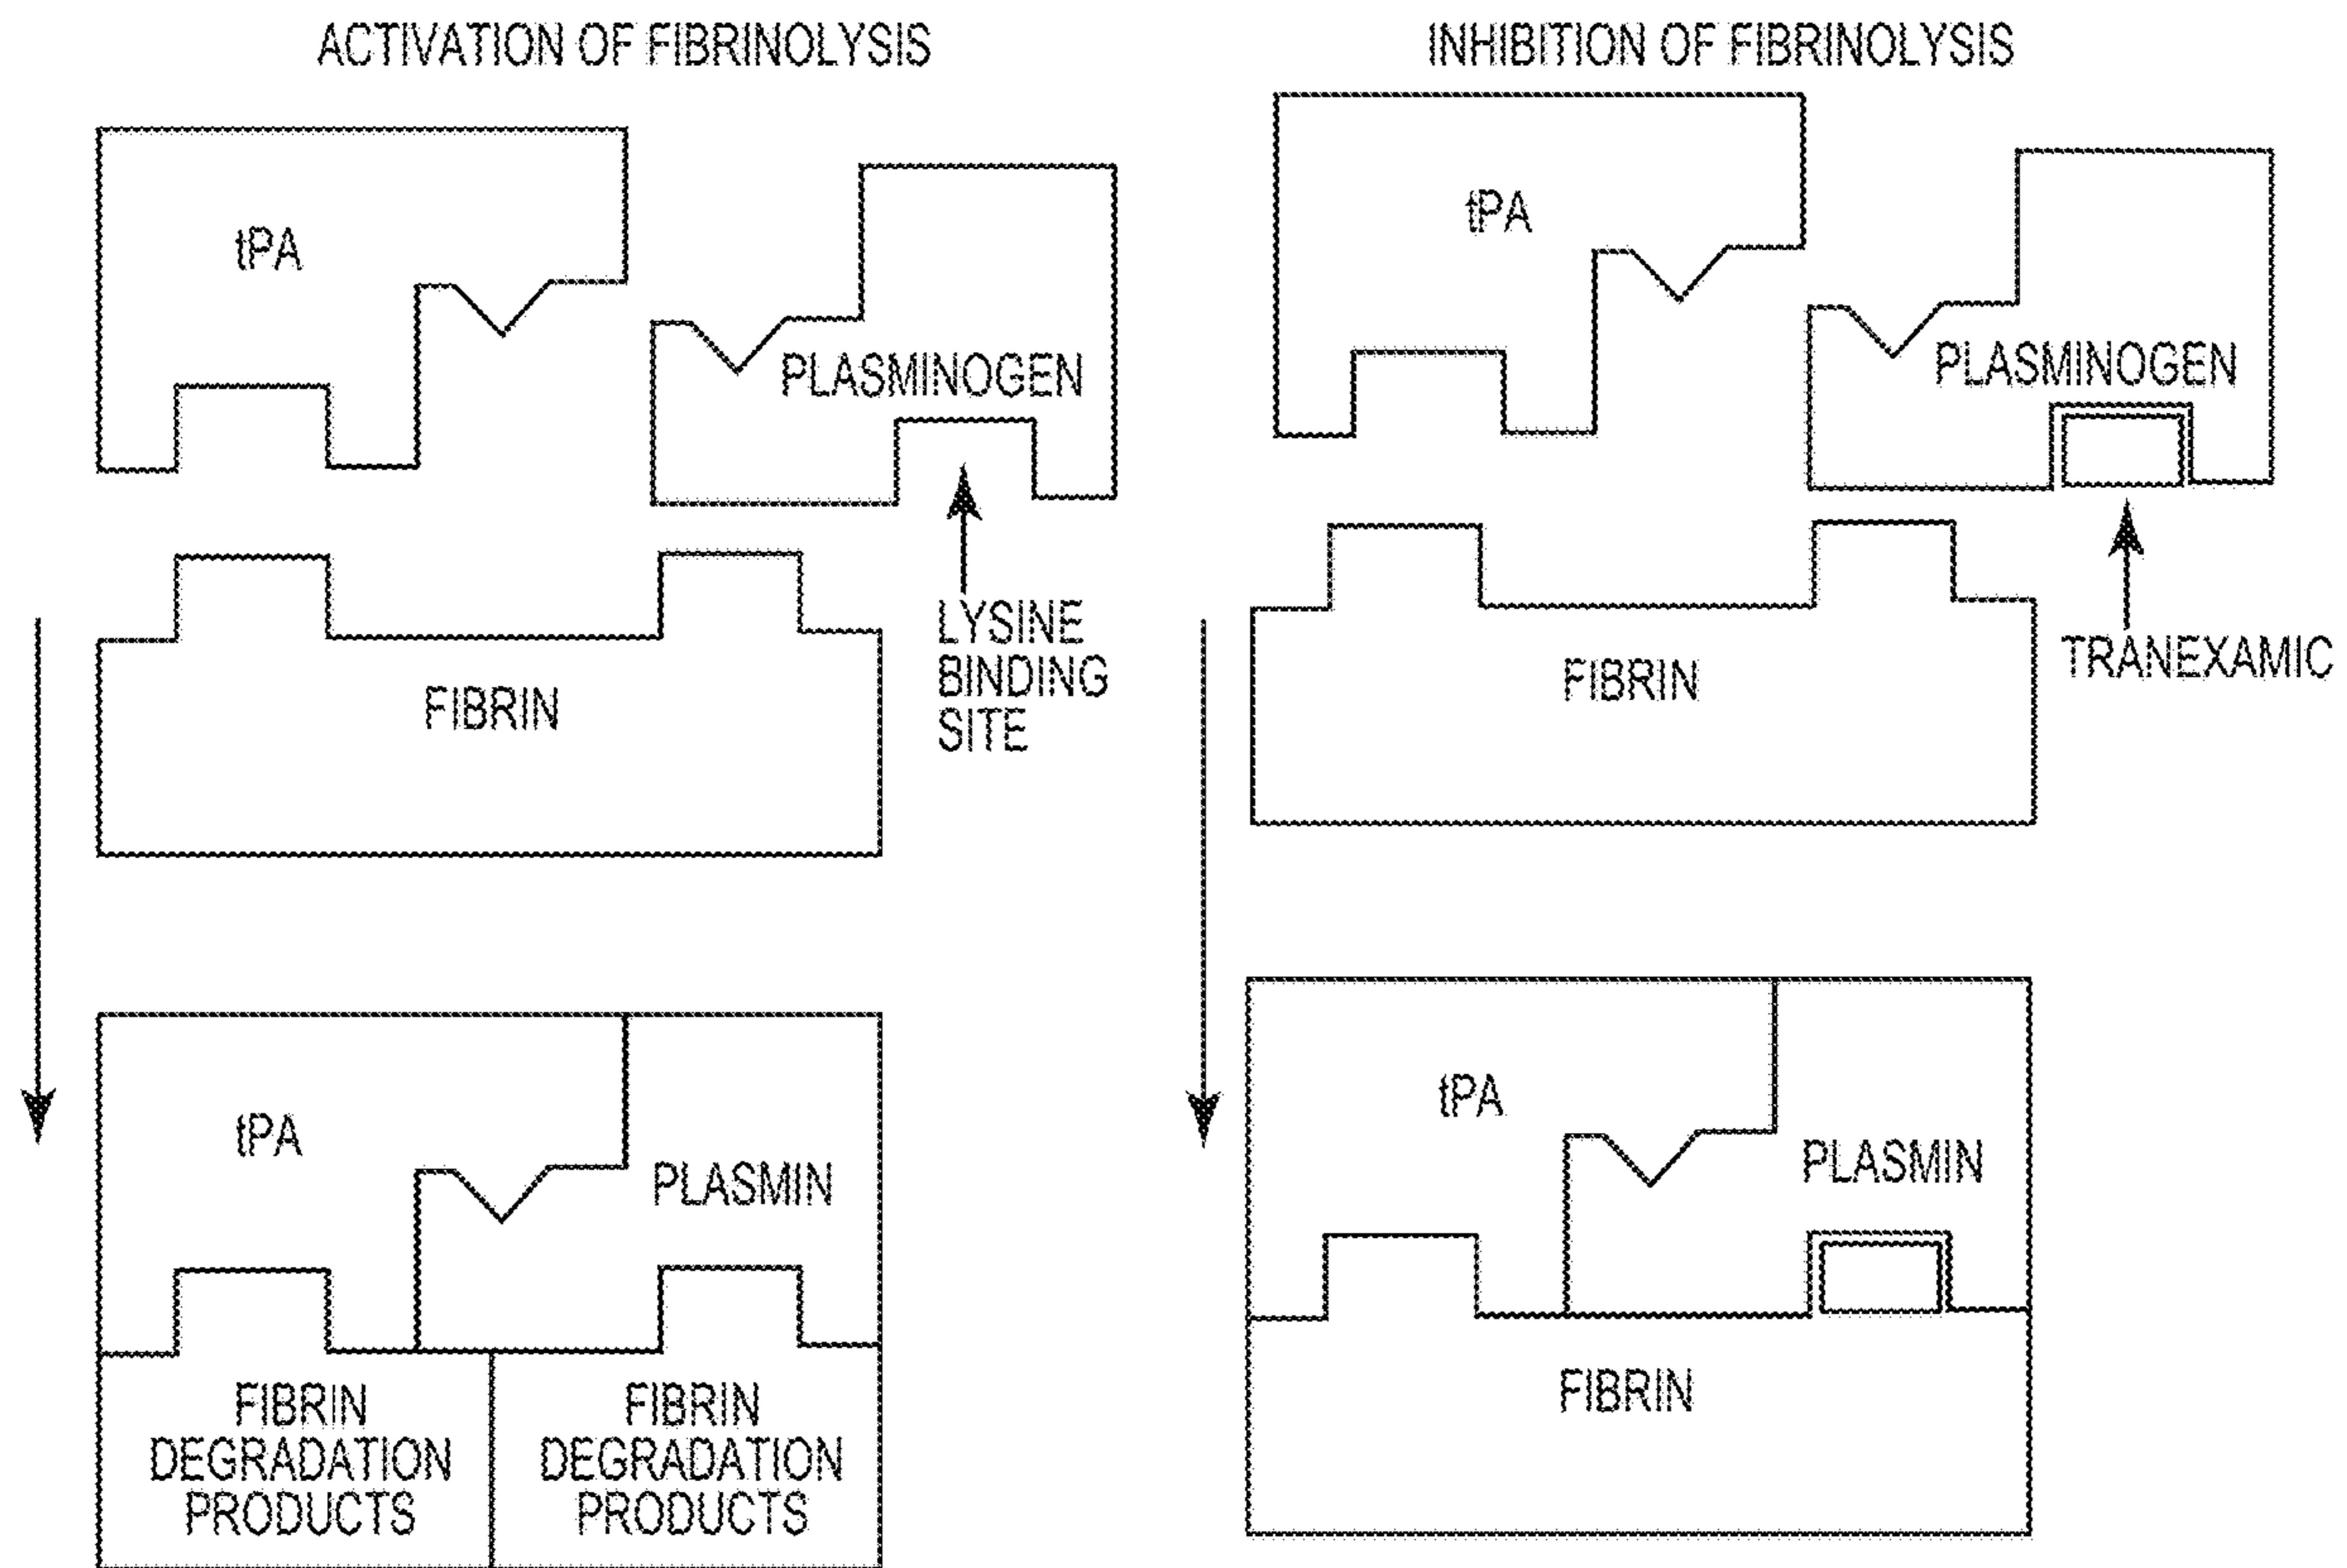 ACTIVATION OF FIBRINOLYSIS
tPA
PLASMINOGEN
LYSINE
BINDING
SITE
FIBRIN
tPA
PLASMIN
FIBRIN
DEGRADATION
PRODUCTS
FIBRIN
DEGRADATION
PRODUCTS
INHIBITION OF FIBRINOLYSIS
tPA
PLASMINOGEN
TRANEXAMIC
FIBRIN
tPA
PLASMIN
FIBRIN